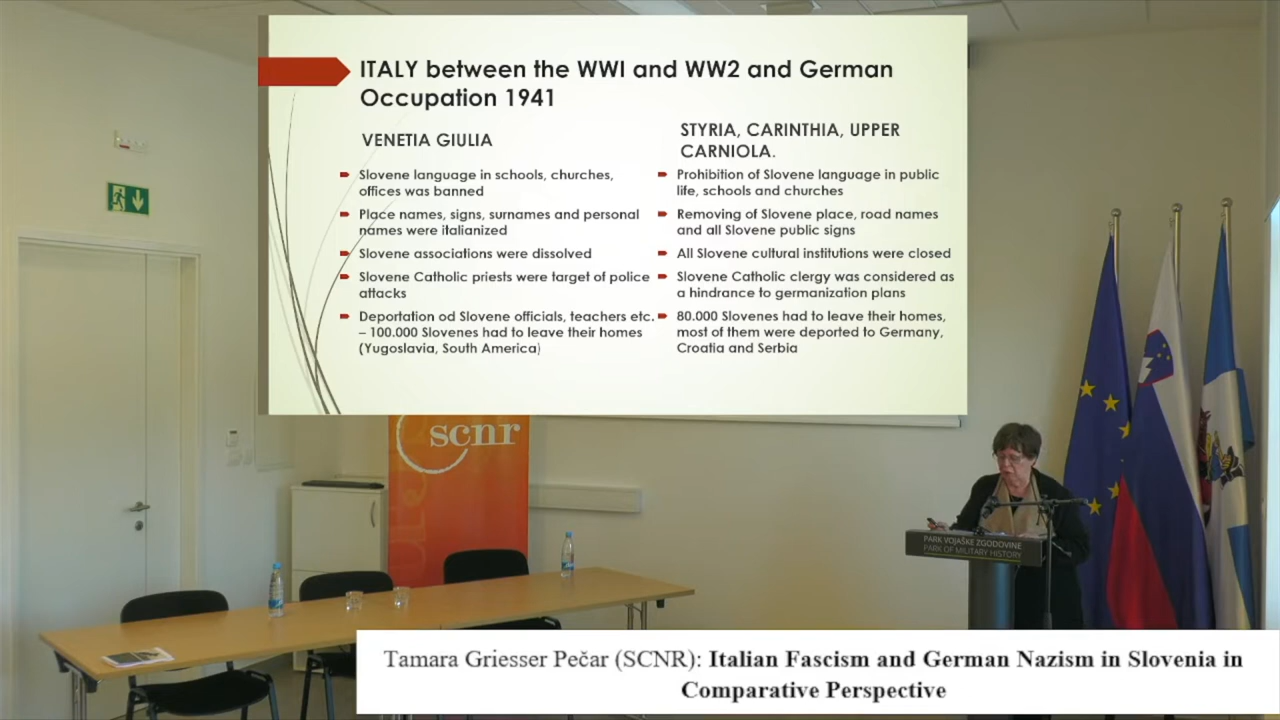 ITALY between the WWI and WW2 and German
Occupation 1941
VENETIA GIULIA
Slovene language in schools, churches,
offices was banned
Place names, signs, surnames and personal
names were italianized
Slovene associations were dissolved
Slovene Catholic priests were target of police
attacks
Deportation od Slovene officials, teachers etc.
– 100.000 Slovenes had to leave their homes
(Yugoslavia, South America)
STYRIA, CARINTHIA, UPPER
CARNIOLA.
Prohibition of Slovene language in public
life, schools and churches
Removing of Slovene place, road names
and all Slovene public signs
All Slovene cultural institutions were closed
Slovene Catholic clergy was considered as
a hindrance to germanization plans
80.000 Slovenes had to leave their homes,
most of them were deported to Germany,
Croatia and Serbia
scnr
PARK VOJAŠKE ZGODOVINE
PARK OF MILITARY HISTORY
Tamara Griesser Pečar (SCNR): Italian Fascism and German Nazism in Slovenia in
Comparative Perspective